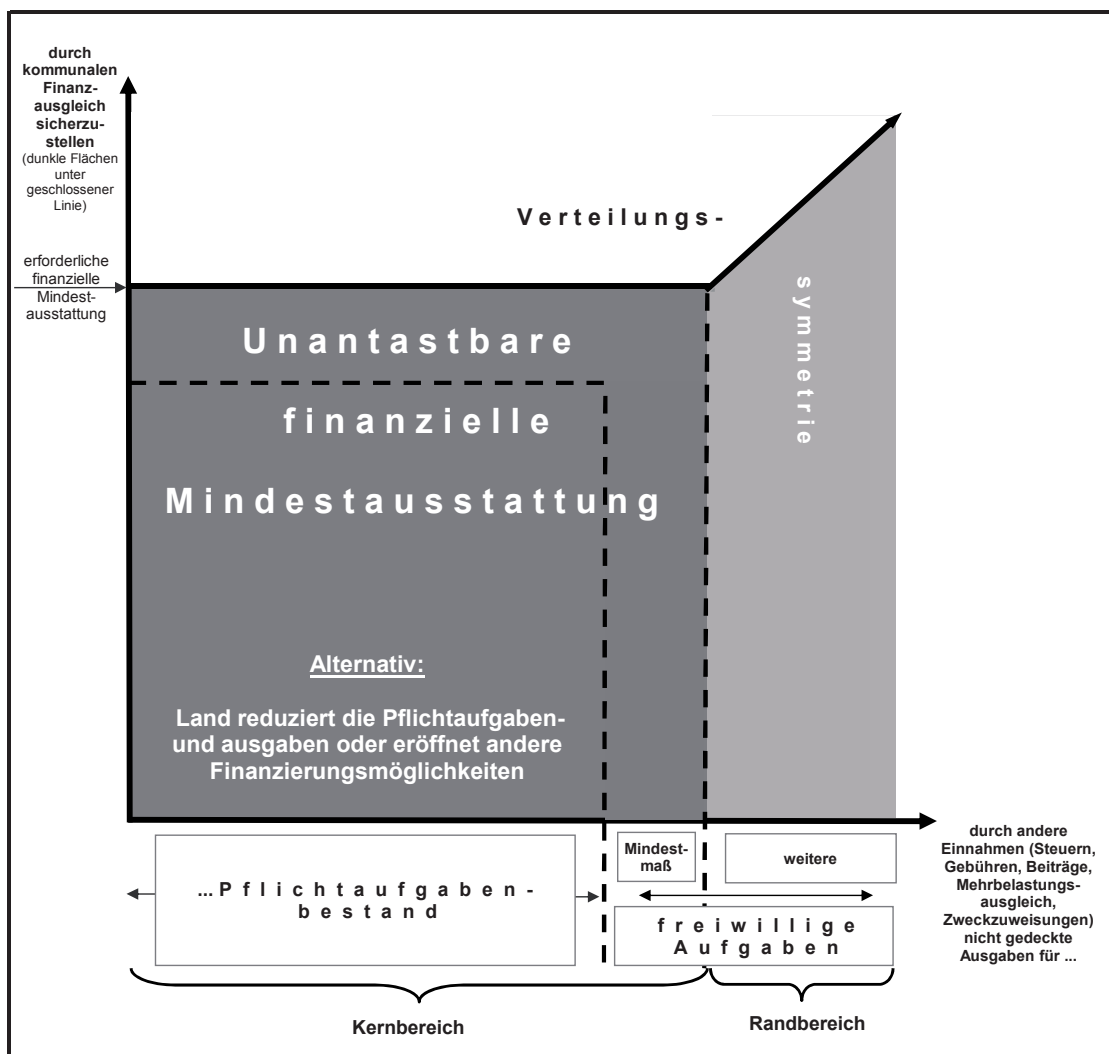 durch
kommunalen
Finanz-
ausgleich
sicherzu-
stellen
(dunkle Flächen
unter
geschlossener
Linie)
erforderliche
finanzielle
Mindest-
ausstattung
Verteilungs-
symmetrie
Unantastbare
finanzielle
Mindestausstattung
Alternativ:
Land reduziert die Pflichtaufgaben-
und ausgaben oder eröffnet andere
Finanzierungsmöglichkeiten
...Pflichtaufgaben-
bestand
Mindest-
maß
weitere
freiwillige
Aufgaben
durch andere
Einnahmen (Steuern,
Gebühren, Beiträge,
Mehrbelastungs-
ausgleich,
Zweckzuweisungen)
nicht gedeckte
Ausgaben für ...
Kernbereich
Randbereich